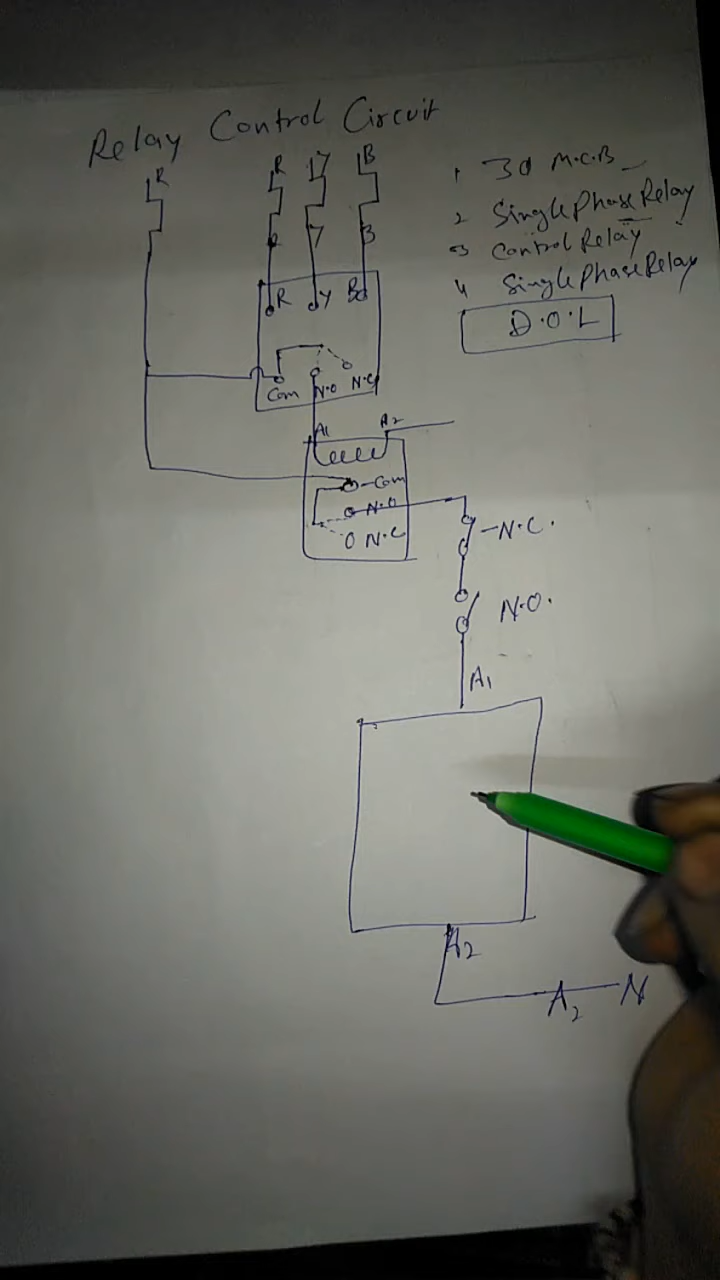 Relay Control Circuit
R
R Y B
R Y B
R Y B
Com N.O N.C
1 3Ø M.C.B
2 Single Phase Relay
3 Control Relay
4 Single Phase Relay
D.O.L
A1 A2
Com
N.O
N.C
N.C.
N.O.
A1
A2
A2 N